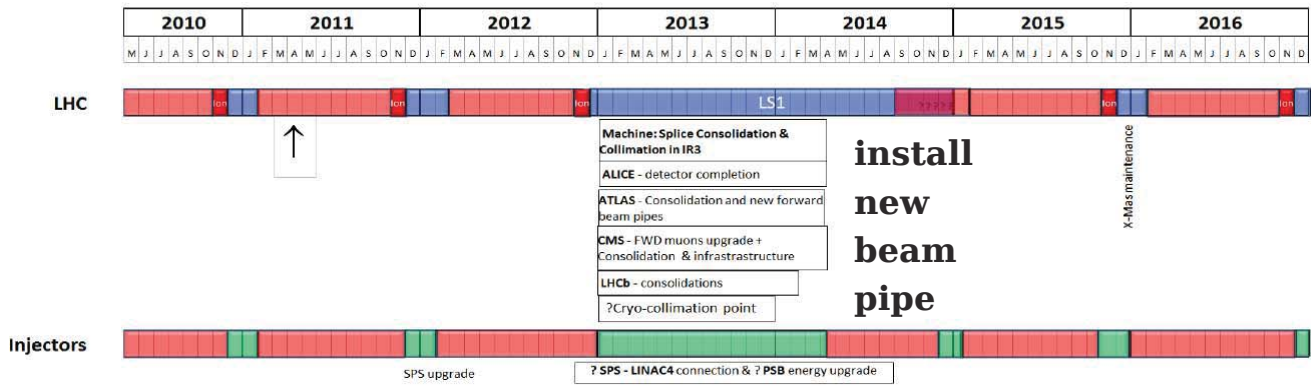 2010 2011 2012 2013 2014 2015 2016
M J J A S O N D J F M A M J J A S O N D J F M A M J J A S O N D J F M A M J J A S O N D J F M A M J J A S O N D J F M A M J J A S O N D J F M A M J J A S O N D
LHC Ion Ion Ion LS1 ????? Ion Ion
Machine: Splice Consolidation &
Collimation in IR3
ALICE - detector completion
ATLAS - Consolidation and new forward
beam pipes
CMS - FWD muons upgrade +
Consolidation & infrastrastructure
LHCb - consolidations
?Cryo-collimation point
install
new
beam
pipe
X-Mas maintenance
Injectors
SPS upgrade
? SPS - LINAC4 connection & ? PSB energy upgrade